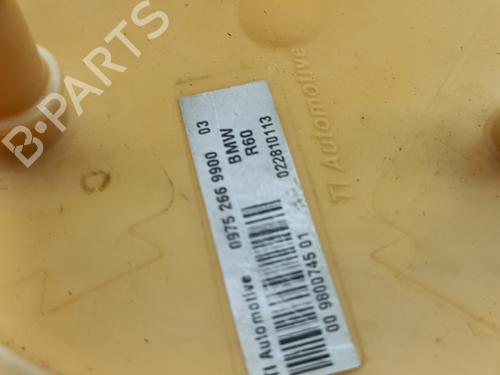 TI Automotive
TI Automotive 0975 266 9900 03
BMW
R60
022810113
00 9800745 01
B-PARTS